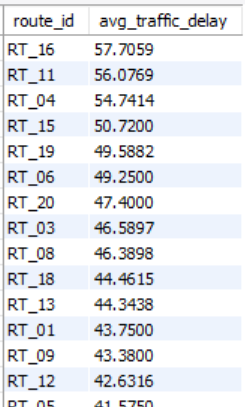 route_id avg_traffic_delay
RT_16 57.7059
RT_11 56.0769
RT_04 54.7414
RT_15 50.7200
RT_19 49.5882
RT_06 49.2500
RT_20 47.4000
RT_03 46.5897
RT_08 46.3898
RT_18 44.4615
RT_13 44.3438
RT_01 43.7500
RT_09 43.3800
RT_12 42.6316
RT_05 41.5750